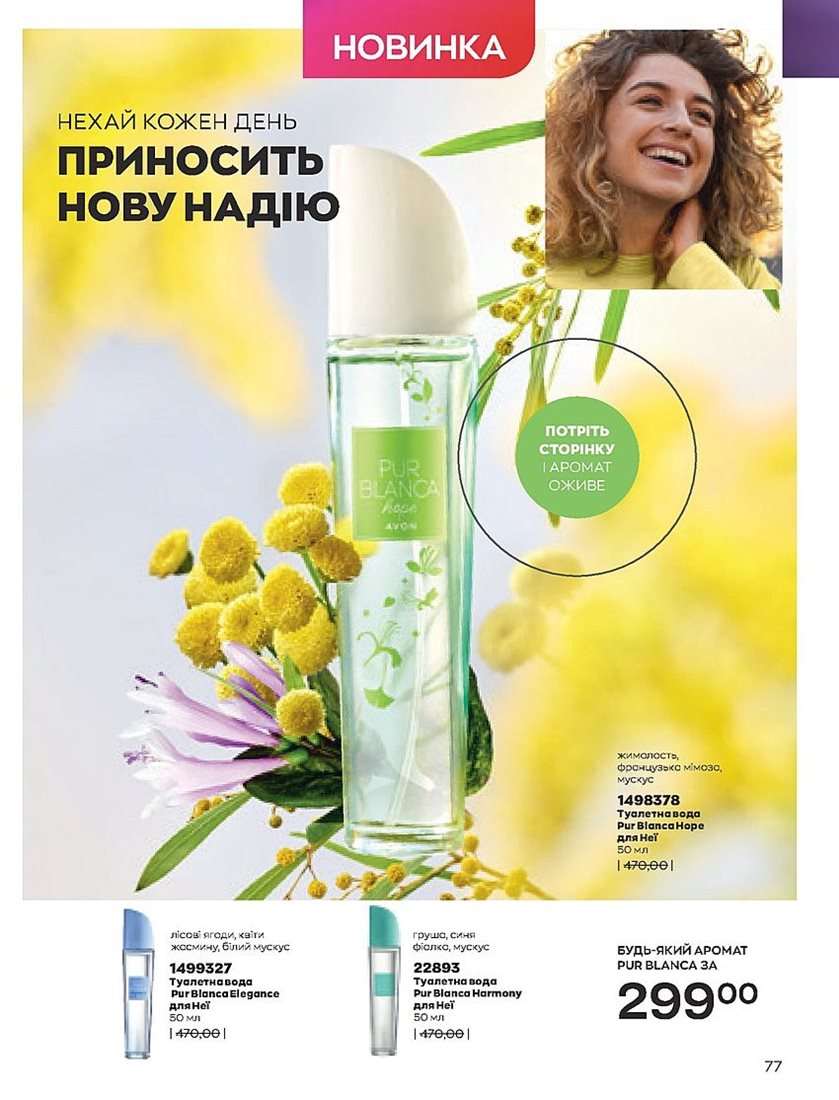 НОВИНКА
НЕХАЙ КОЖЕН ДЕНЬ
ПРИНОСИТЬ
НОВУ НАДІЮ
PUR
BLANCA
hope
AVON
ПОТРІТЬ
СТОРІНКУ
І АРОМАТ
ОЖИВЕ
жимолость,
французька мімоза,
мускус
1498378
Туалетна вода
Pur Blanca Hope
для Неї
50 мл
| 470,00 |
лісові ягоди, квіти
жасмину, білий мускус
1499327
Туалетна вода
Pur Blanca Elegance
для Неї
50 мл
| 470,00 |
груша, синя
фіалка, мускус
22893
Туалетна вода
Pur Blanca Harmony
для Неї
50 мл
| 470,00 |
БУДЬ-ЯКИЙ АРОМАТ
PUR BLANCA ЗА
299⁰⁰
77